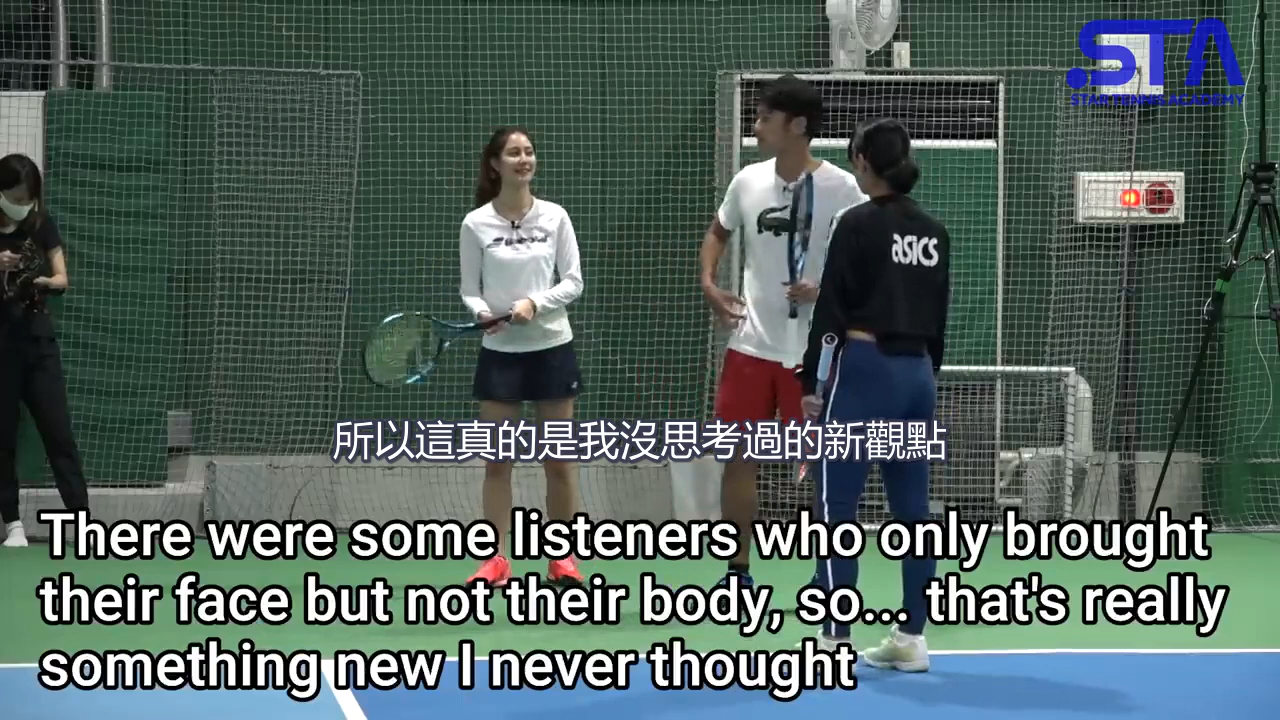 STA
STAR TENNIS ACADEMY
asics
所以這真的是我沒思考過的新觀點
There were some listeners who only brought
their face but not their body, so... that's really
something new I never thought